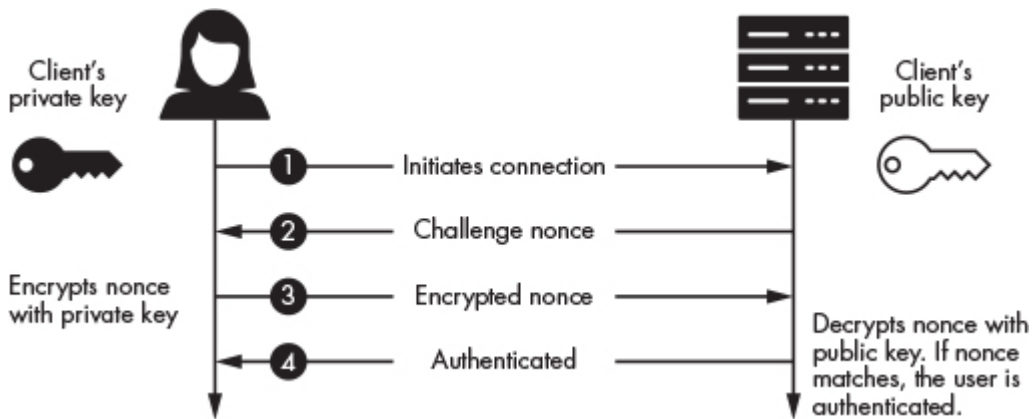 Client's
private key
Client's
public key
1 Initiates connection
2 Challenge nonce
Encrypts nonce
with private key
3 Encrypted nonce
4 Authenticated
Decrypts nonce with
public key. If nonce
matches, the user is
authenticated.